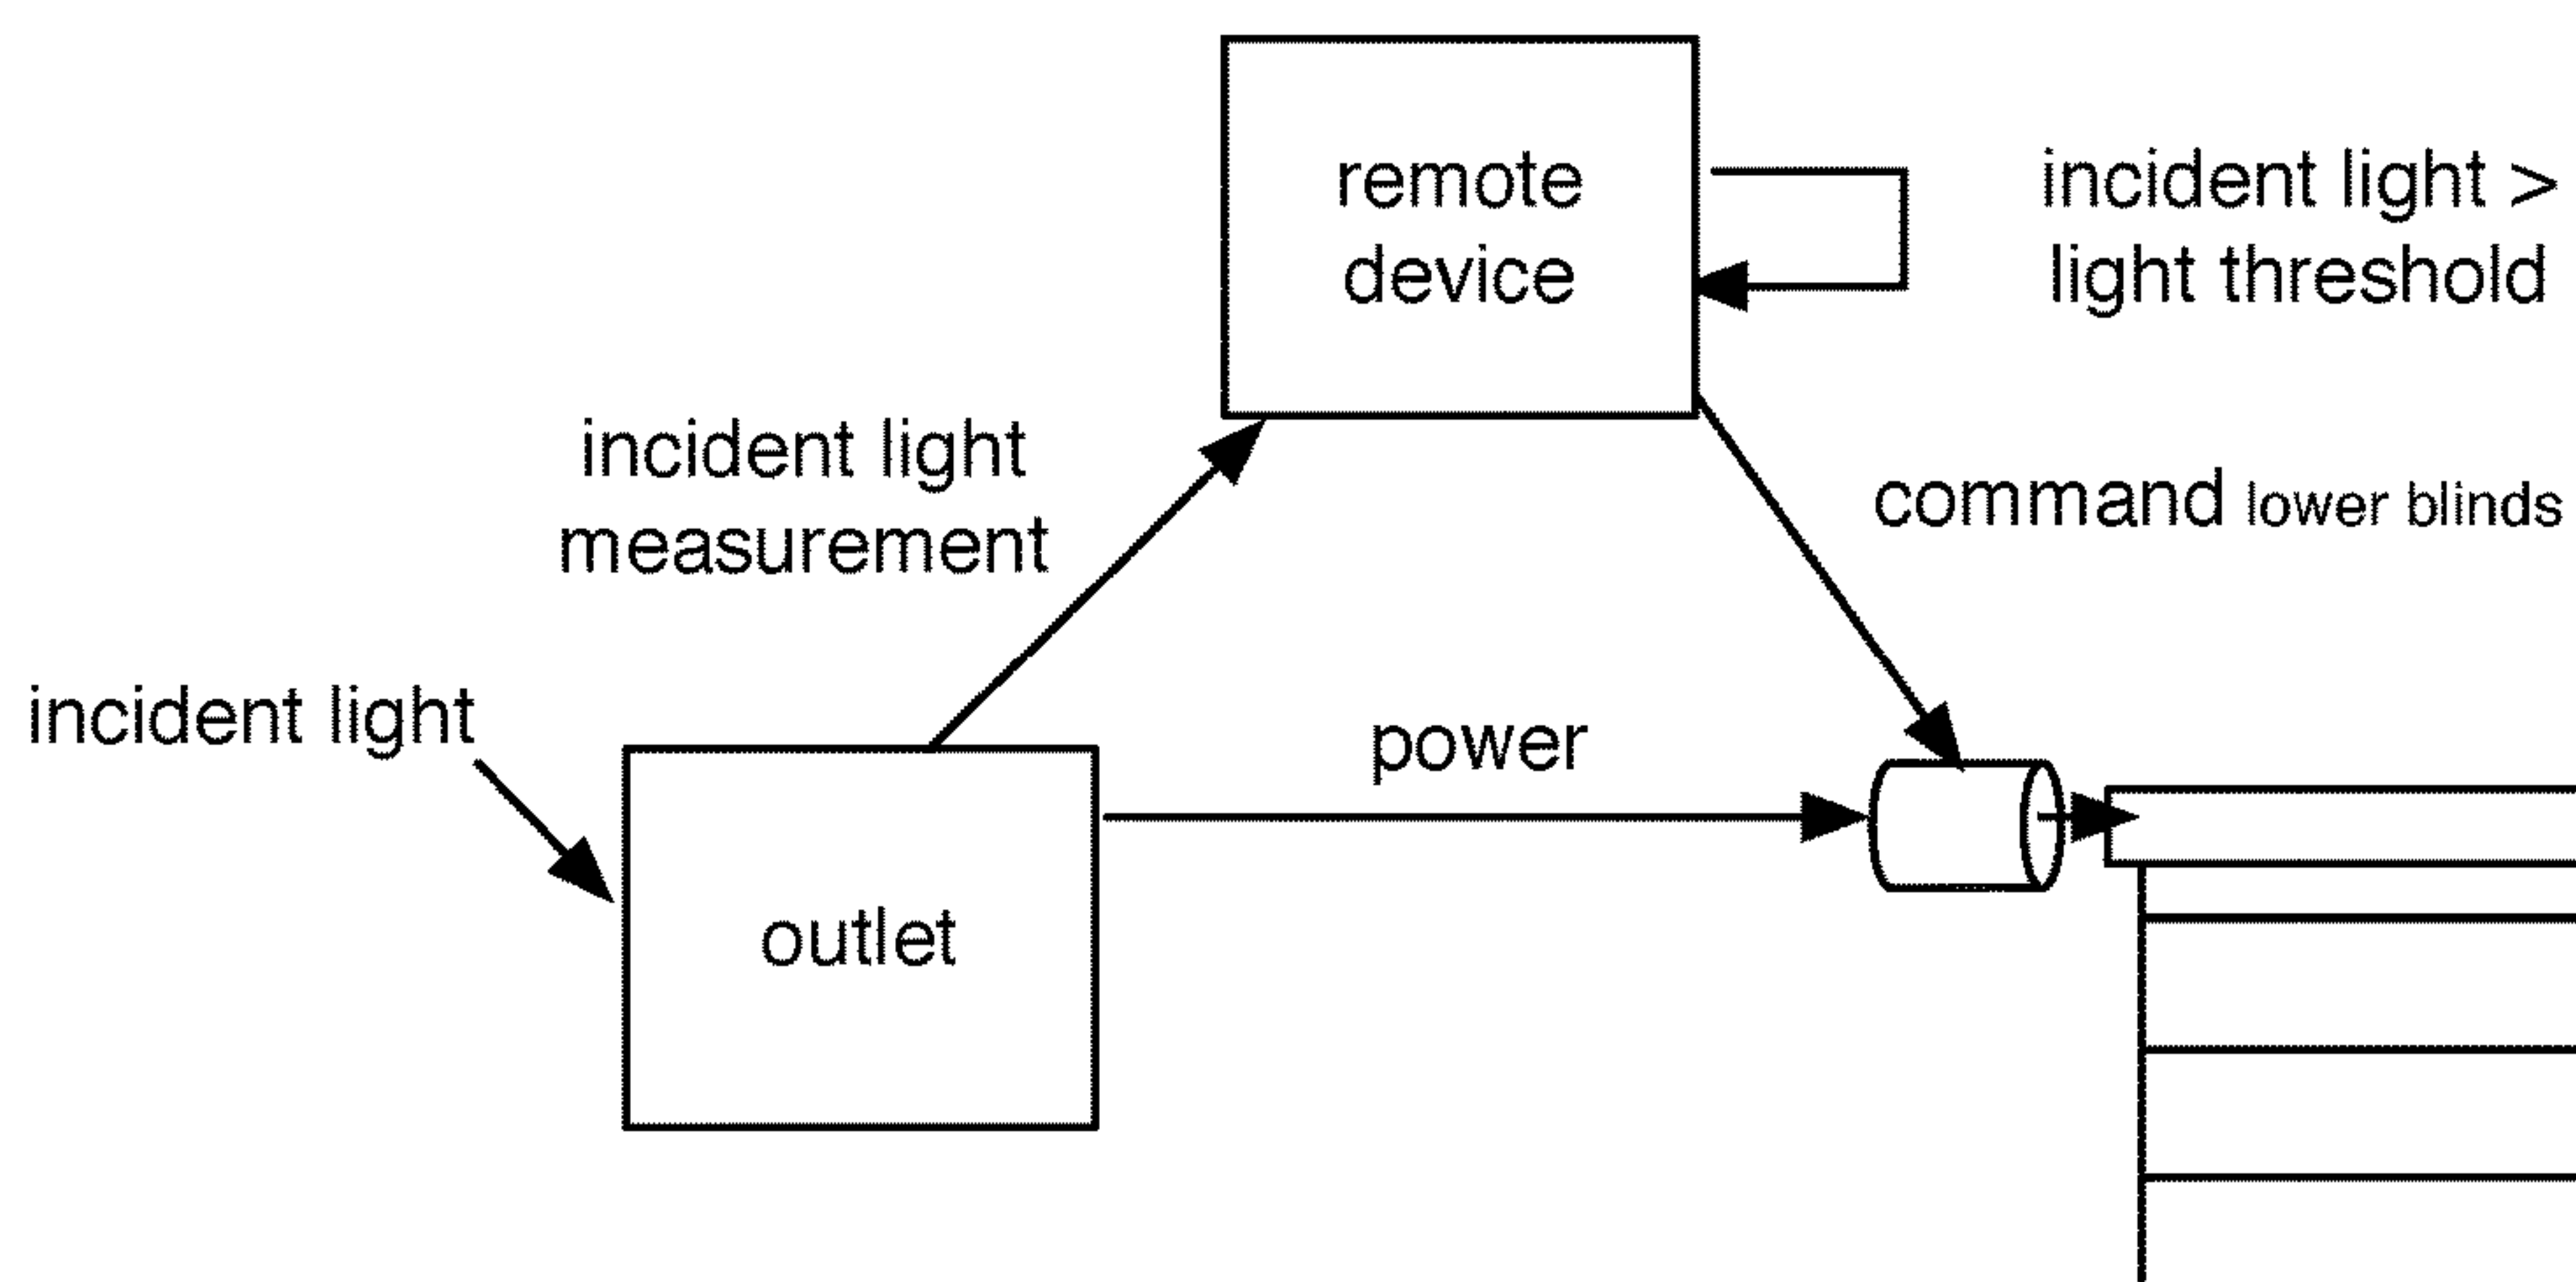 remote
device
incident light >
light threshold
incident light
measurement
command lower blinds
incident light
power
outlet